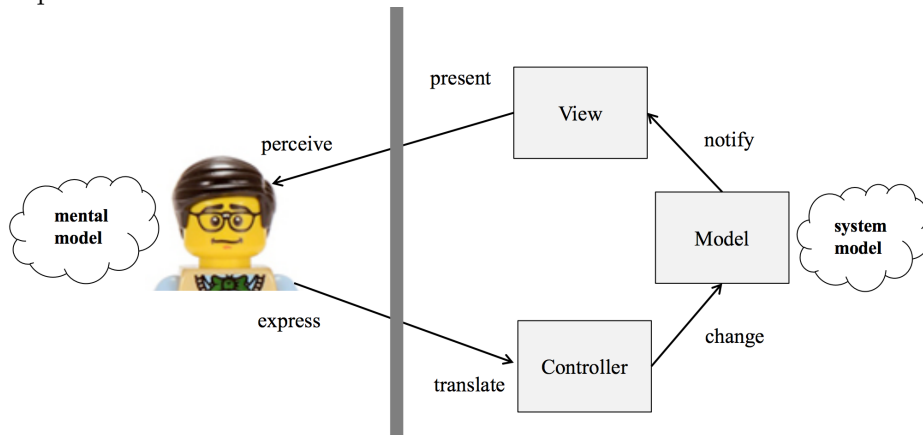 present
View
perceive
notify
mental
model
Model
system
model
express
change
Controller
translate